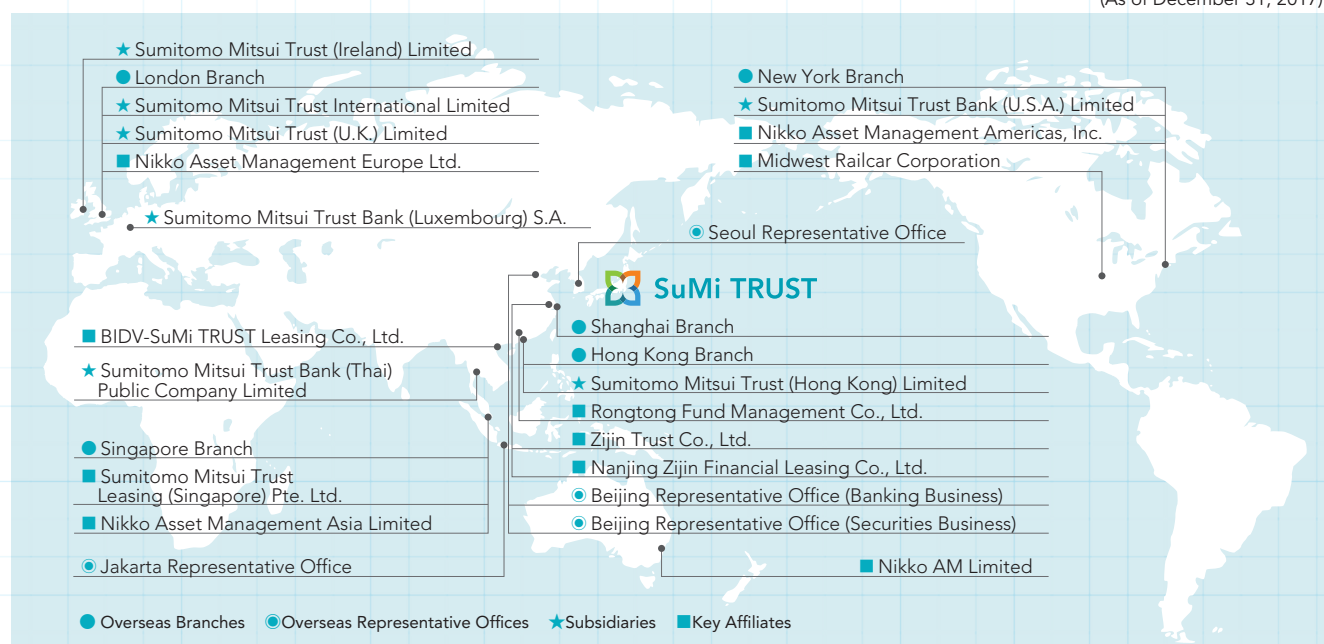 (As of December 31, 2017)
Sumitomo Mitsui Trust (Ireland) Limited
London Branch
Sumitomo Mitsui Trust International Limited
Sumitomo Mitsui Trust (U.K.) Limited
Nikko Asset Management Europe Ltd.
Sumitomo Mitsui Trust Bank (Luxembourg) S.A.
New York Branch
Sumitomo Mitsui Trust Bank (U.S.A.) Limited
Nikko Asset Management Americas, Inc.
Midwest Railcar Corporation
Seoul Representative Office
SuMi TRUST
BIDV-SuMi TRUST Leasing Co., Ltd.
Sumitomo Mitsui Trust Bank (Thai)
Public Company Limited
Singapore Branch
Sumitomo Mitsui Trust
Leasing (Singapore) Pte. Ltd.
Nikko Asset Management Asia Limited
Jakarta Representative Office
Shanghai Branch
Hong Kong Branch
Sumitomo Mitsui Trust (Hong Kong) Limited
Rongtong Fund Management Co., Ltd.
Zijin Trust Co., Ltd.
Nanjing Zijin Financial Leasing Co., Ltd.
Beijing Representative Office (Banking Business)
Beijing Representative Office (Securities Business)
Nikko AM Limited
Overseas Branches Overseas Representative Offices Subsidiaries Key Affiliates